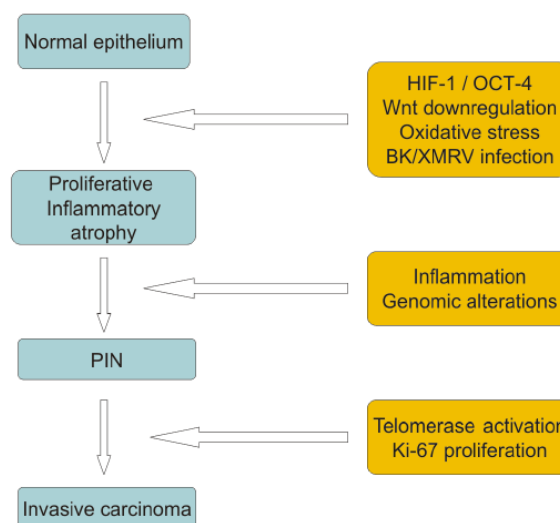 Normal epithelium
HIF-1 / OCT-4
Wnt downregulation
Oxidative stress
BK/XMRV infection
Proliferative
Inflammatory
atrophy
Inflammation
Genomic alterations
PIN
Telomerase activation
Ki-67 proliferation
Invasive carcinoma